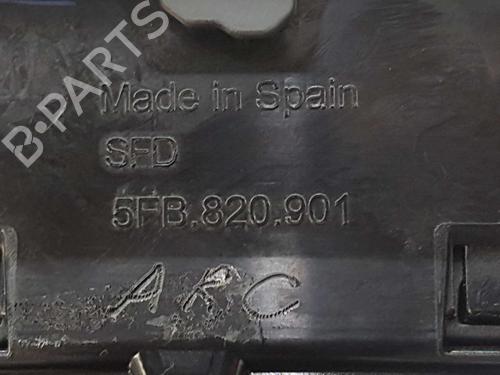 B-PARTS
Made in Spain
SFD
5FB.820.901
ARC